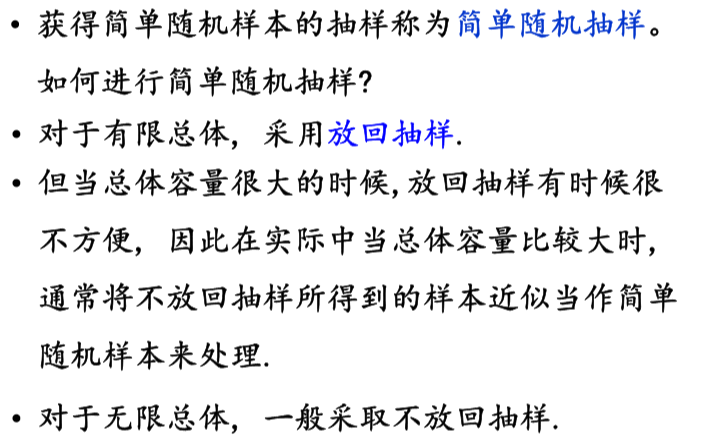 • 获得简单随机样本的抽样称为简单随机抽样。
如何进行简单随机抽样?
• 对于有限总体, 采用放回抽样.
• 但当总体容量很大的时候,放回抽样有时候很
不方便, 因此在实际中当总体容量比较大时,
通常将不放回抽样所得到的样本近似当作简单
随机样本来处理.
• 对于无限总体, 一般采取不放回抽样.